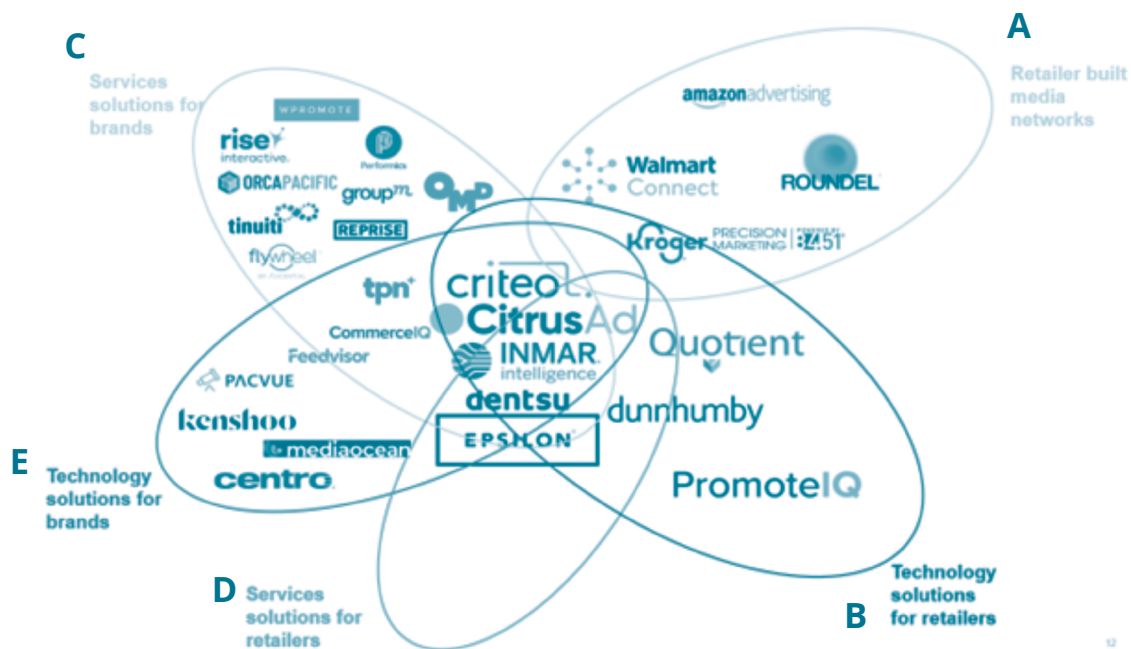 C
Services
solutions for
brands
A
Retailer built
media
networks
WPROMOTE
rise
interactive.
Performics
ORCAPACIFIC
groupm
OMD
tinuiti
REPRISE
flywheel
amazonadvertising
Walmart
Connect
ROUNDEL
Kroger PRECISION
MARKETING | 84.51°
tpn+
CommerceIQ
Feedvisor
PACVUE
kenshoo
mediaocean
centro
criteo
CitrusAd
INMAR
intelligence
dentsu
EPSILON
Quotient
dunnhumby
PromoteIQ
E
Technology
solutions for
brands
D
Services
solutions for
retailers
B
Technology
solutions
for retailers
12